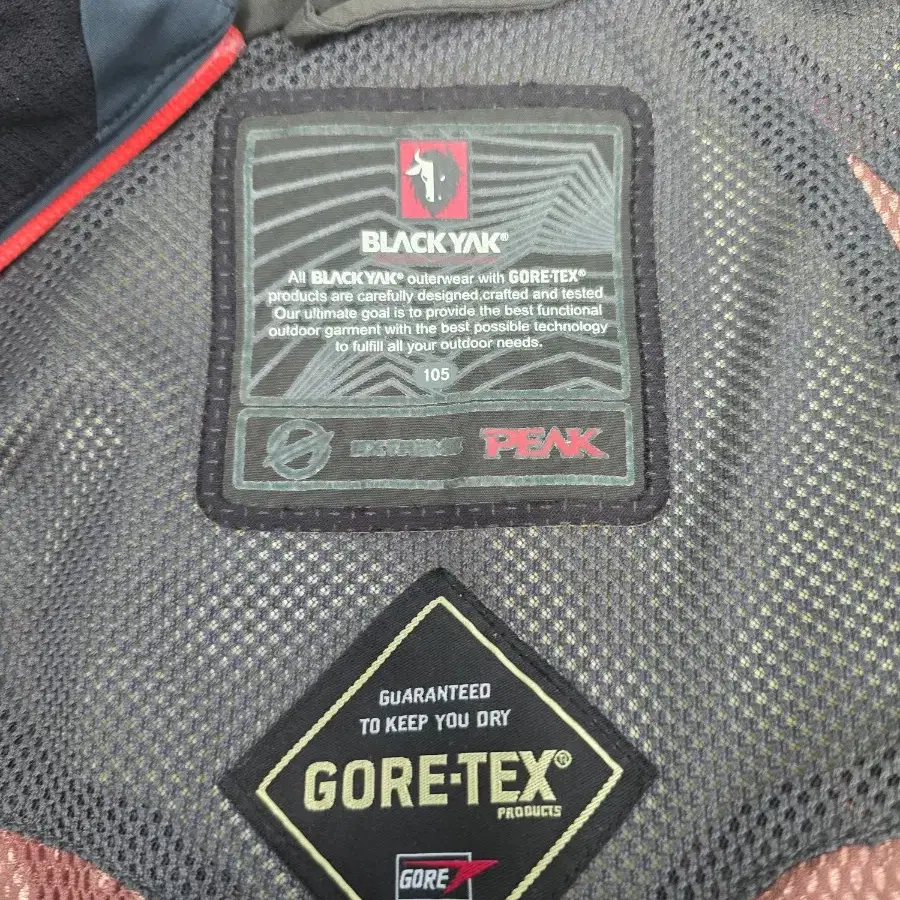 BLACKYAK®
All BLACKYAK® outerwear with GORE-TEX®
products are carefully designed,crafted and tested
Our ultimate goal is to provide the best functional
outdoor garment with the best possible technology
to fulfill all your outdoor needs.
105
EXTREME PEAK
GUARANTEED
TO KEEP YOU DRY
GORE-TEX®
PRODUCTS
GORE